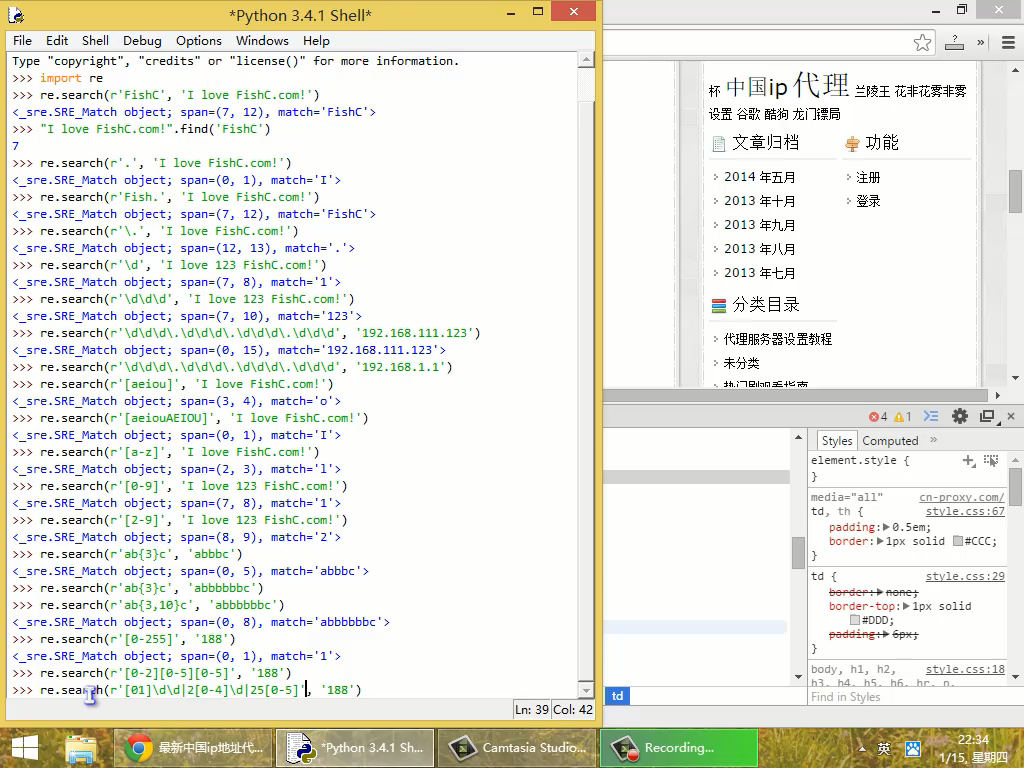 *Python 3.4.1 Shell*
File Edit Shell Debug Options Windows Help
Type "copyright", "credits" or "license()" for more information.
>>> import re
>>> re.search(r'FishC', 'I love FishC.com!')
<_sre.SRE_Match object; span=(7, 12), match='FishC'>
>>> "I love FishC.com!".find('FishC')
7
>>> re.search(r'.', 'I love FishC.com!')
<_sre.SRE_Match object; span=(0, 1), match='I'>
>>> re.search(r'Fish.', 'I love FishC.com!')
<_sre.SRE_Match object; span=(7, 12), match='FishC'>
>>> re.search(r'\.', 'I love FishC.com!')
<_sre.SRE_Match object; span=(12, 13), match='.'>
>>> re.search(r'\d', 'I love 123 FishC.com!')
<_sre.SRE_Match object; span=(7, 8), match='1'>
>>> re.search(r'\d\d\d', 'I love 123 FishC.com!')
<_sre.SRE_Match object; span=(7, 10), match='123'>
>>> re.search(r'\d\d\d\.\d\d\d\.\d\d\d\.\d\d\d', '192.168.111.123')
<_sre.SRE_Match object; span=(0, 15), match='192.168.111.123'>
>>> re.search(r'\d\d\d\.\d\d\d\.\d\d\d\.\d\d\d', '192.168.1.1')
>>> re.search(r'[aeiou]', 'I love FishC.com!')
<_sre.SRE_Match object; span=(3, 4), match='o'>
>>> re.search(r'[aeiouAEIOU]', 'I love FishC.com!')
<_sre.SRE_Match object; span=(0, 1), match='I'>
>>> re.search(r'[a-z]', 'I love FishC.com!')
<_sre.SRE_Match object; span=(2, 3), match='l'>
>>> re.search(r'[0-9]', 'I love 123 FishC.com!')
<_sre.SRE_Match object; span=(7, 8), match='1'>
>>> re.search(r'[2-9]', 'I love 123 FishC.com!')
<_sre.SRE_Match object; span=(8, 9), match='2'>
>>> re.search(r'ab{3}c', 'abbbc')
<_sre.SRE_Match object; span=(0, 5), match='abbbc'>
>>> re.search(r'ab{3}c', 'abbbbbbc')
>>> re.search(r'ab{3,10}c', 'abbbbbbc')
<_sre.SRE_Match object; span=(0, 8), match='abbbbbbc'>
>>> re.search(r'[0-255]', '188')
<_sre.SRE_Match object; span=(0, 1), match='1'>
>>> re.search(r'[0-2][0-5][0-5]', '188')
>>> re.search(r'[01]\d\d|2[0-4]\d|25[0-5]', '188')
Ln: 39 Col: 42
杯 中国ip 代理 兰陵王 花非花雾非雾
设置 谷歌 酷狗 龙门镖局
文章归档 功能
2014 年五月 注册
2013 年十月 登录
2013 年九月
2013 年八月
2013 年七月
分类目录
代理服务器设置教程
未分类
4 1
Styles Computed »
element.style {
}
media="all" cn-proxy.com/
td, th { style.css:67
padding:▶0.5em;
border:▶1px solid #CCC;
}
td { style.css:29
border:▶none;
border-top:▶1px solid
#DDD;
padding:▶6px;
}
body, h1, h2, style.css:18
h3, h4, h5, h6, hr, p,
td Find in Styles
最新中国ip地址代... *Python 3.4.1 Sh... Camtasia Studio... Recording... 英 22:34
1/15, 星期四